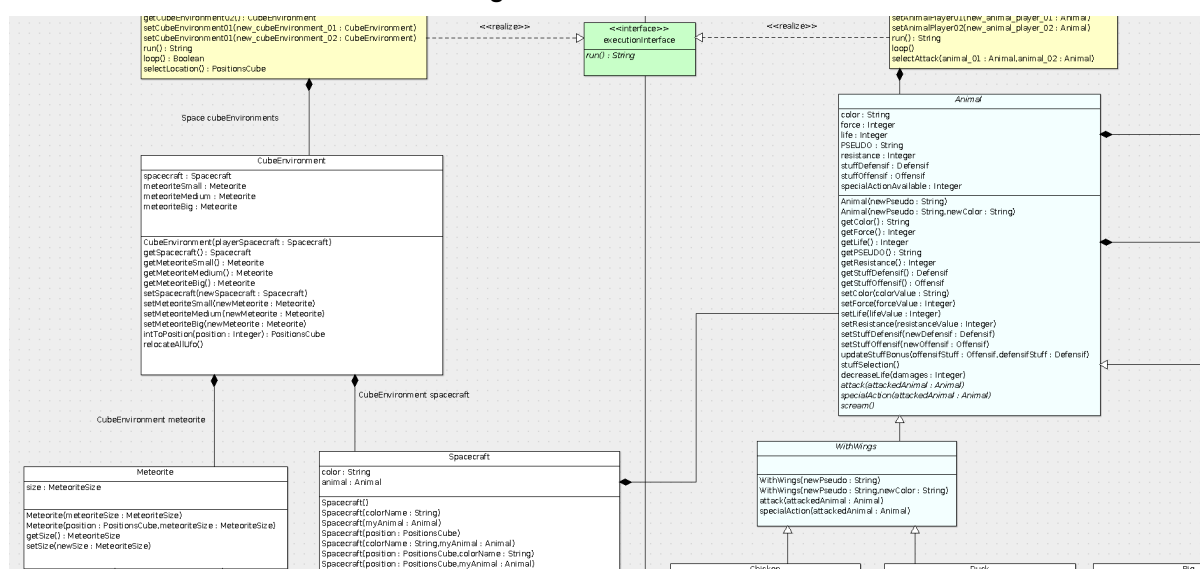 getCubeEnvironment02() : CubeEnvironment
setCubeEnvironment01(new_cubeEnvironment_01 : CubeEnvironment)
setCubeEnvironment01(new_cubeEnvironment_02 : CubeEnvironment)
run() : String
loop() : Boolean
selectLocation() : PositionsCube
<<realize>>
<<interface>>
executionInterface
run() : String
<<realize>>
setAnimalPlayer01(new_animal_player_01 : Animal)
setAnimalPlayer02(new_animal_player_02 : Animal)
run() : String
loop()
selectAttack(animal_01 : Animal,animal_02 : Animal)
Space cubeEnvironments
CubeEnvironment
spacecraft : Spacecraft
meteoriteSmall : Meteorite
meteoriteMedium : Meteorite
meteoriteBig : Meteorite
CubeEnvironment(playerSpacecraft : Spacecraft)
getSpacecraft() : Spacecraft
getMeteoriteSmall() : Meteorite
getMeteoriteMedium() : Meteorite
getMeteoriteBig() : Meteorite
setSpacecraft(newSpacraft : Spacecraft)
setMeteoriteSmall(newMeteorite : Meteorite)
setMeteoriteMedium(newMeteorite : Meteorite)
setMeteoriteBig(newMeteorite : Meteorite)
intToPosition(position : Integer) : PositionsCube
relocateAllUfo()
Animal
color : String
force : Integer
life : Integer
PSEUDO : String
resistance : Integer
stuffDefensif : Defensif
stuffOffensif : Offensif
specialActionAvailable : Integer
Animal(newPseudo : String)
Animal(newPseudo : String,newColor : String)
getColor() : String
getForce() : Integer
getLife() : Integer
getPSEUDO() : String
getResistance() : Integer
getStuffDefensif() : Defensif
getStuffOffensif() : Offensif
setColor(colorValue : String)
setForce(forceValue : Integer)
setLife(lifeValue : Integer)
setResistance(resistanceValue : Integer)
setStuffDefensif(newDefensif : Defensif)
setStuffOffensif(newOffensif : Offensif)
updateStuffBonus(offensifStuff : Offensif,defensifStuff : Defensif)
stuffSelection()
decreaseLife(damages : Integer)
attack(attackedAnimal : Animal)
specialAction(attackedAnimal : Animal)
scream()
CubeEnvironment meteorite
CubeEnvironment spacecraft
Meteorite
size : MeteoriteSize
Meteorite(meteoriteSize : MeteoriteSize)
Meteorite(position : PositionsCube,meteoriteSize : MeteoriteSize)
getSize() : MeteoriteSize
setSize(newSize : MeteoriteSize)
Spacecraft
color : String
animal : Animal
Spacecraft()
Spacecraft(colorName : String)
Spacecraft(myAnimal : Animal)
Spacecraft(position : PositionsCube)
Spacecraft(colorName : String,myAnimal : Animal)
Spacecraft(position : PositionsCube,colorName : String)
Spacecraft(position : PositionsCube,myAnimal : Animal)
WithWings
WithWings(newPseudo : String)
WithWings(newPseudo : String,newColor : String)
attack(attackedAnimal : Animal)
specialAction(attackedAnimal : Animal)
Chicken
Duck